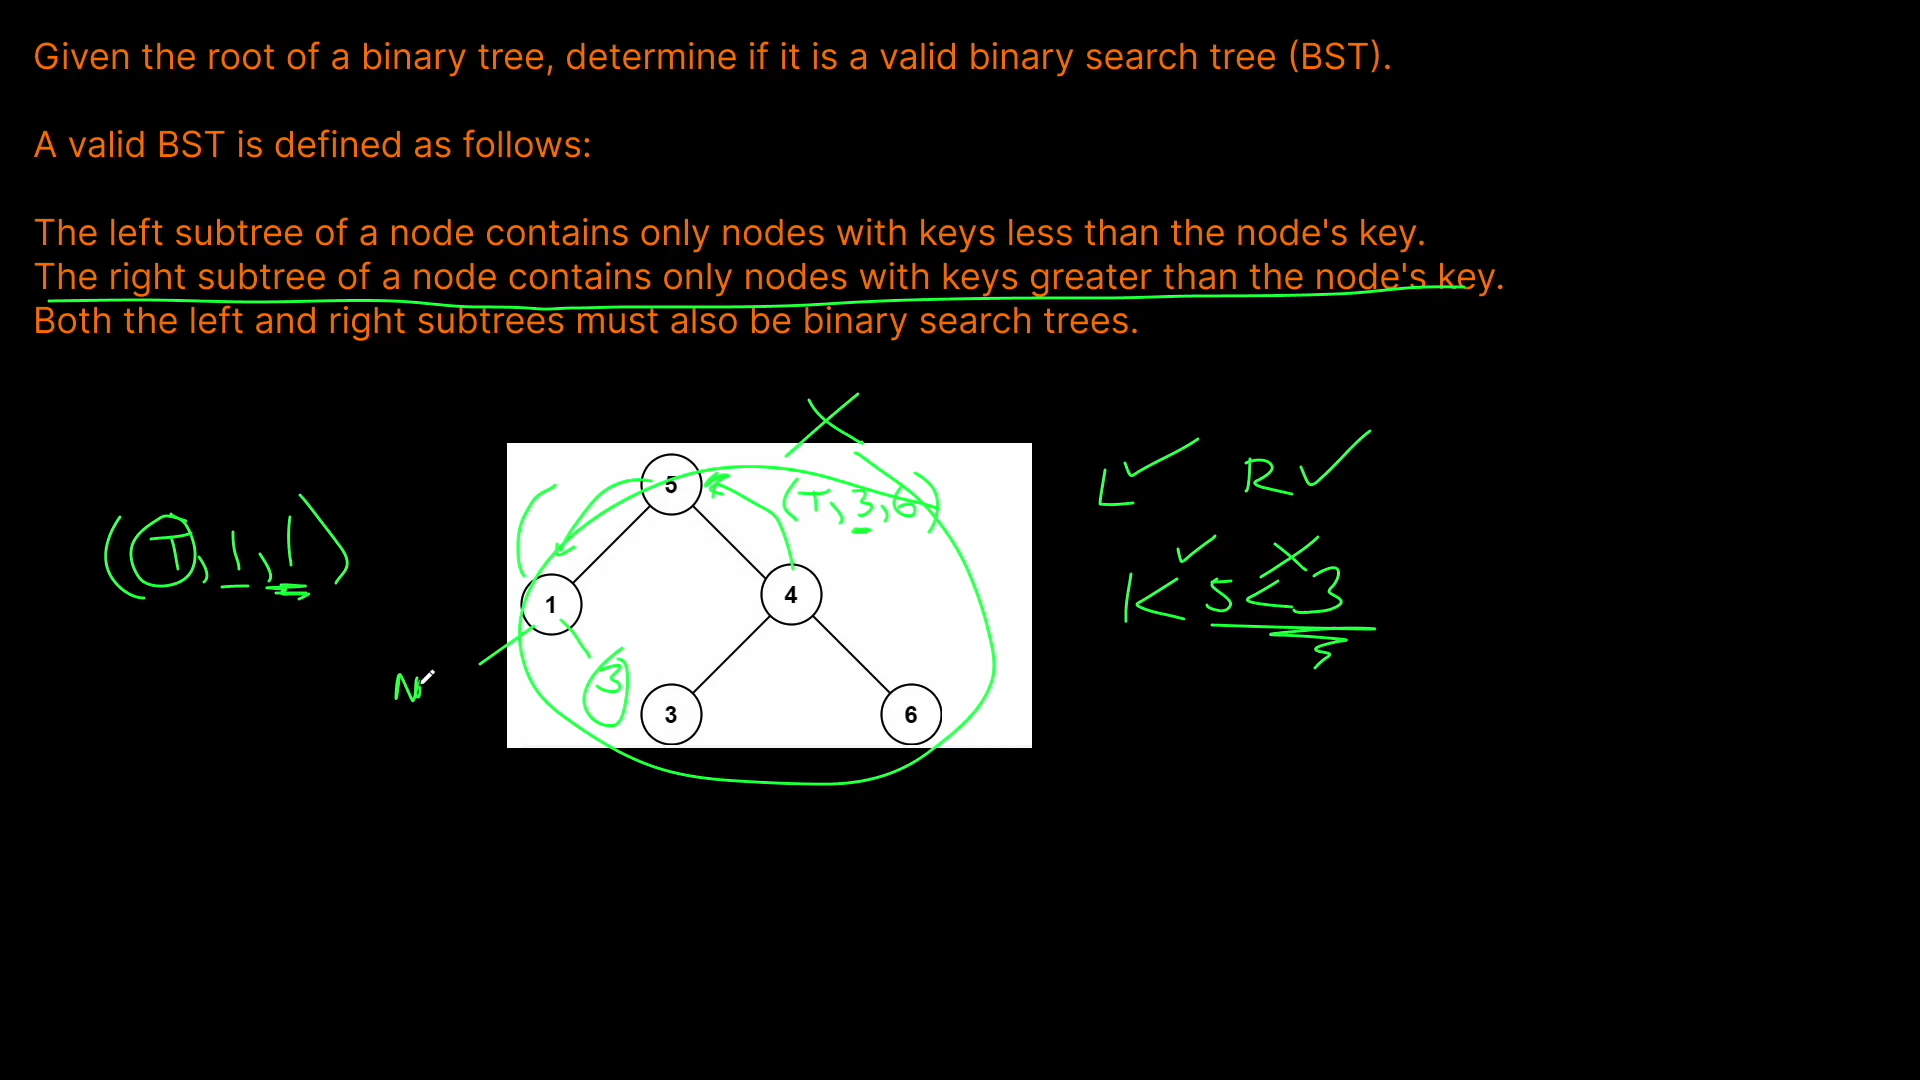 Given the root of a binary tree, determine if it is a valid binary search tree (BST).
A valid BST is defined as follows:
The left subtree of a node contains only nodes with keys less than the node's key.
The right subtree of a node contains only nodes with keys greater than the node's key.
Both the left and right subtrees must also be binary search trees.
L R
5
(T, 3, 6)
(T, 1, 1)
1 < 5 < 3
1
4
3
3
6